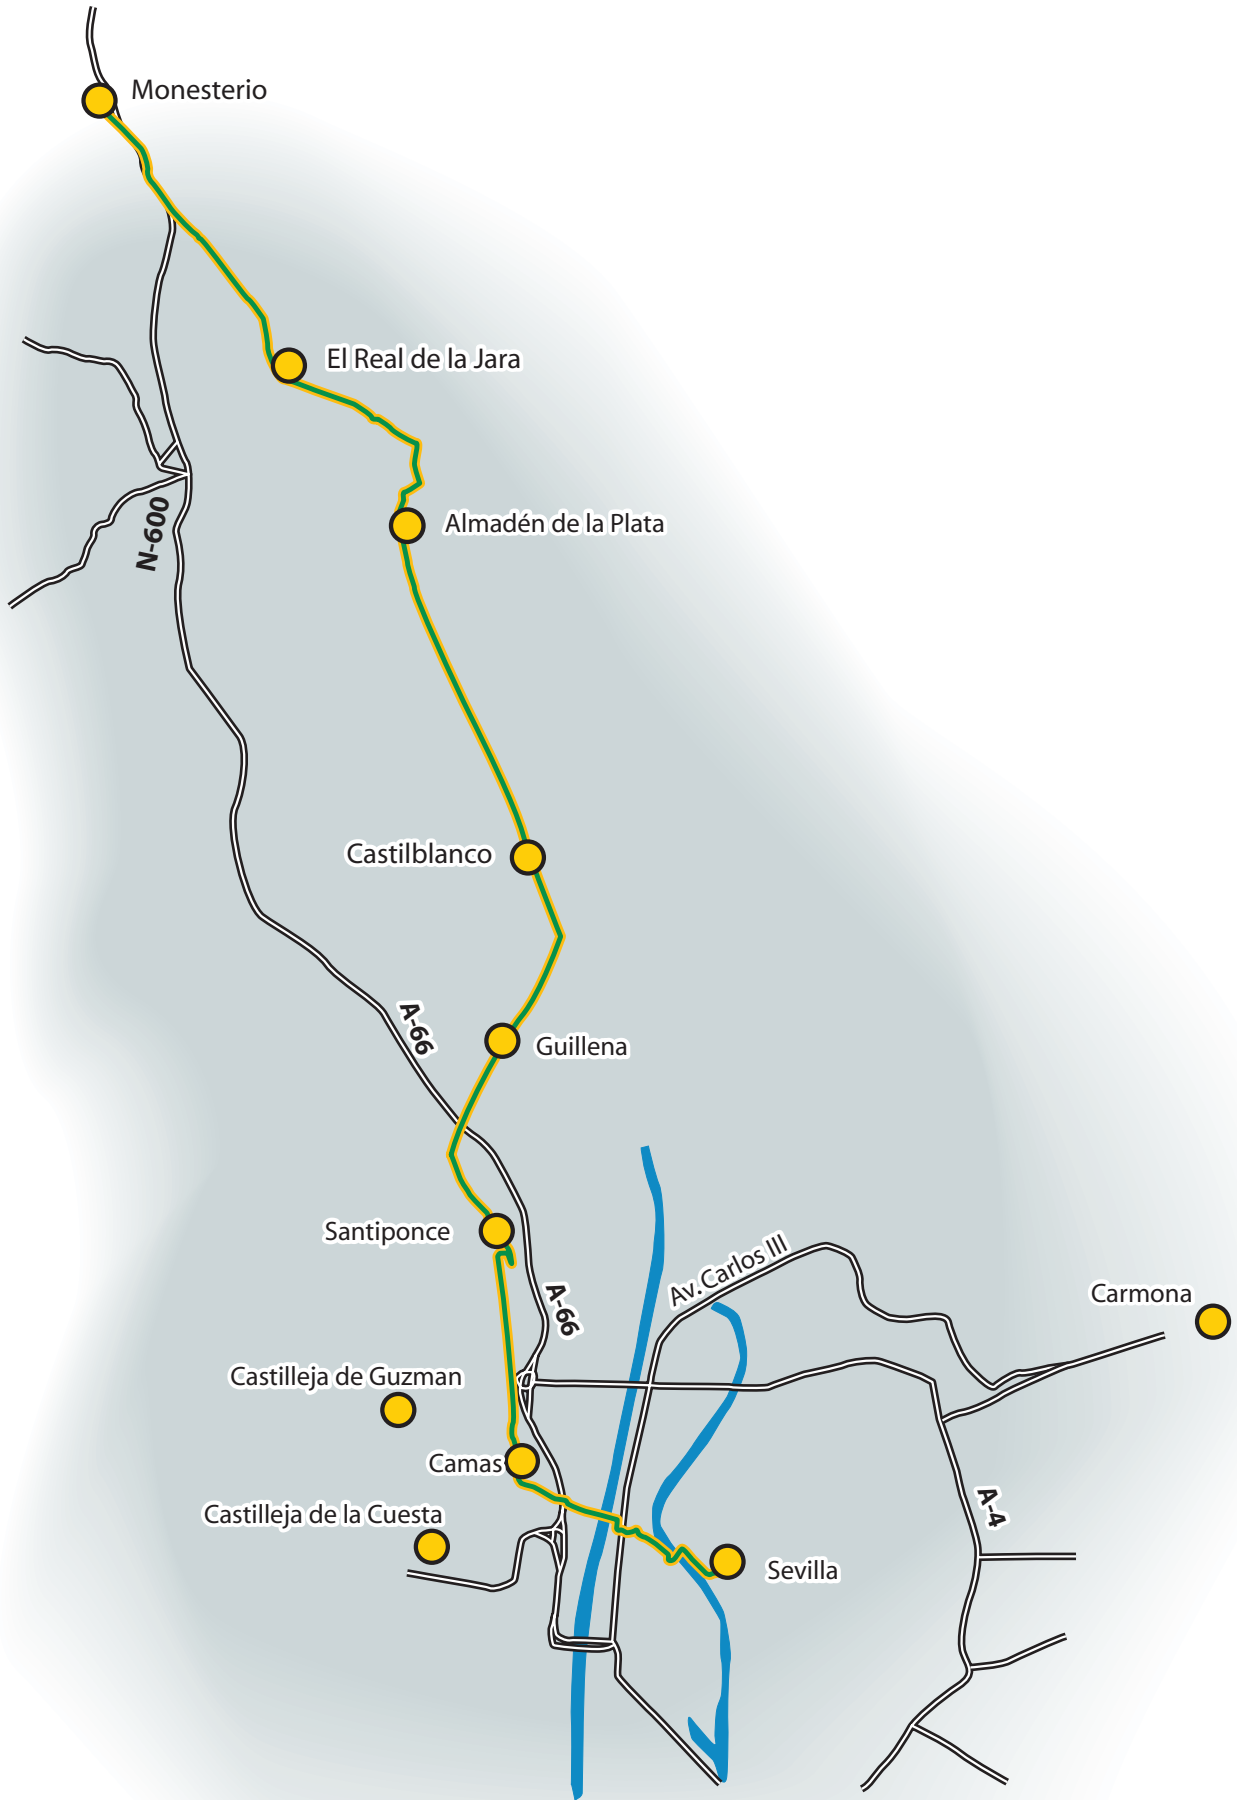 Monesterio
El Real de la Jara
N-600
Almadén de la Plata
Castilblanco
A-66
Guillena
Santiponce
Av. Carlos III
A-66
Carmona
Castilleja de Guzman
Camas
Castilleja de la Cuesta
A-4
Sevilla